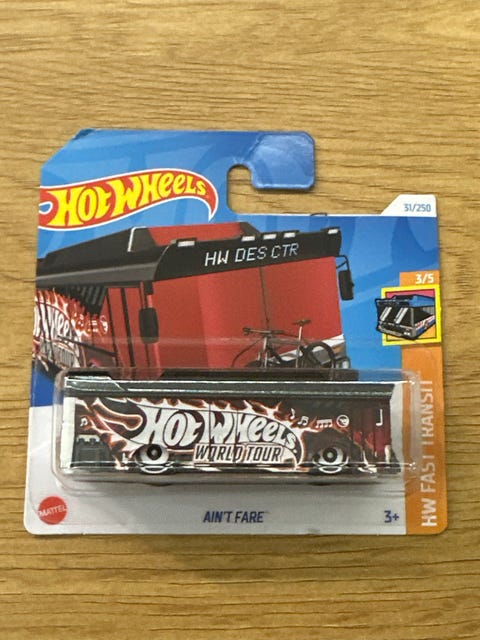 HOT WHEELS
31/250
HW DES CTR
3/5
HW FAST TRANSIT
HOT WHEELS
WORLD TOUR
MATTEL
AIN'T FARE™
3+